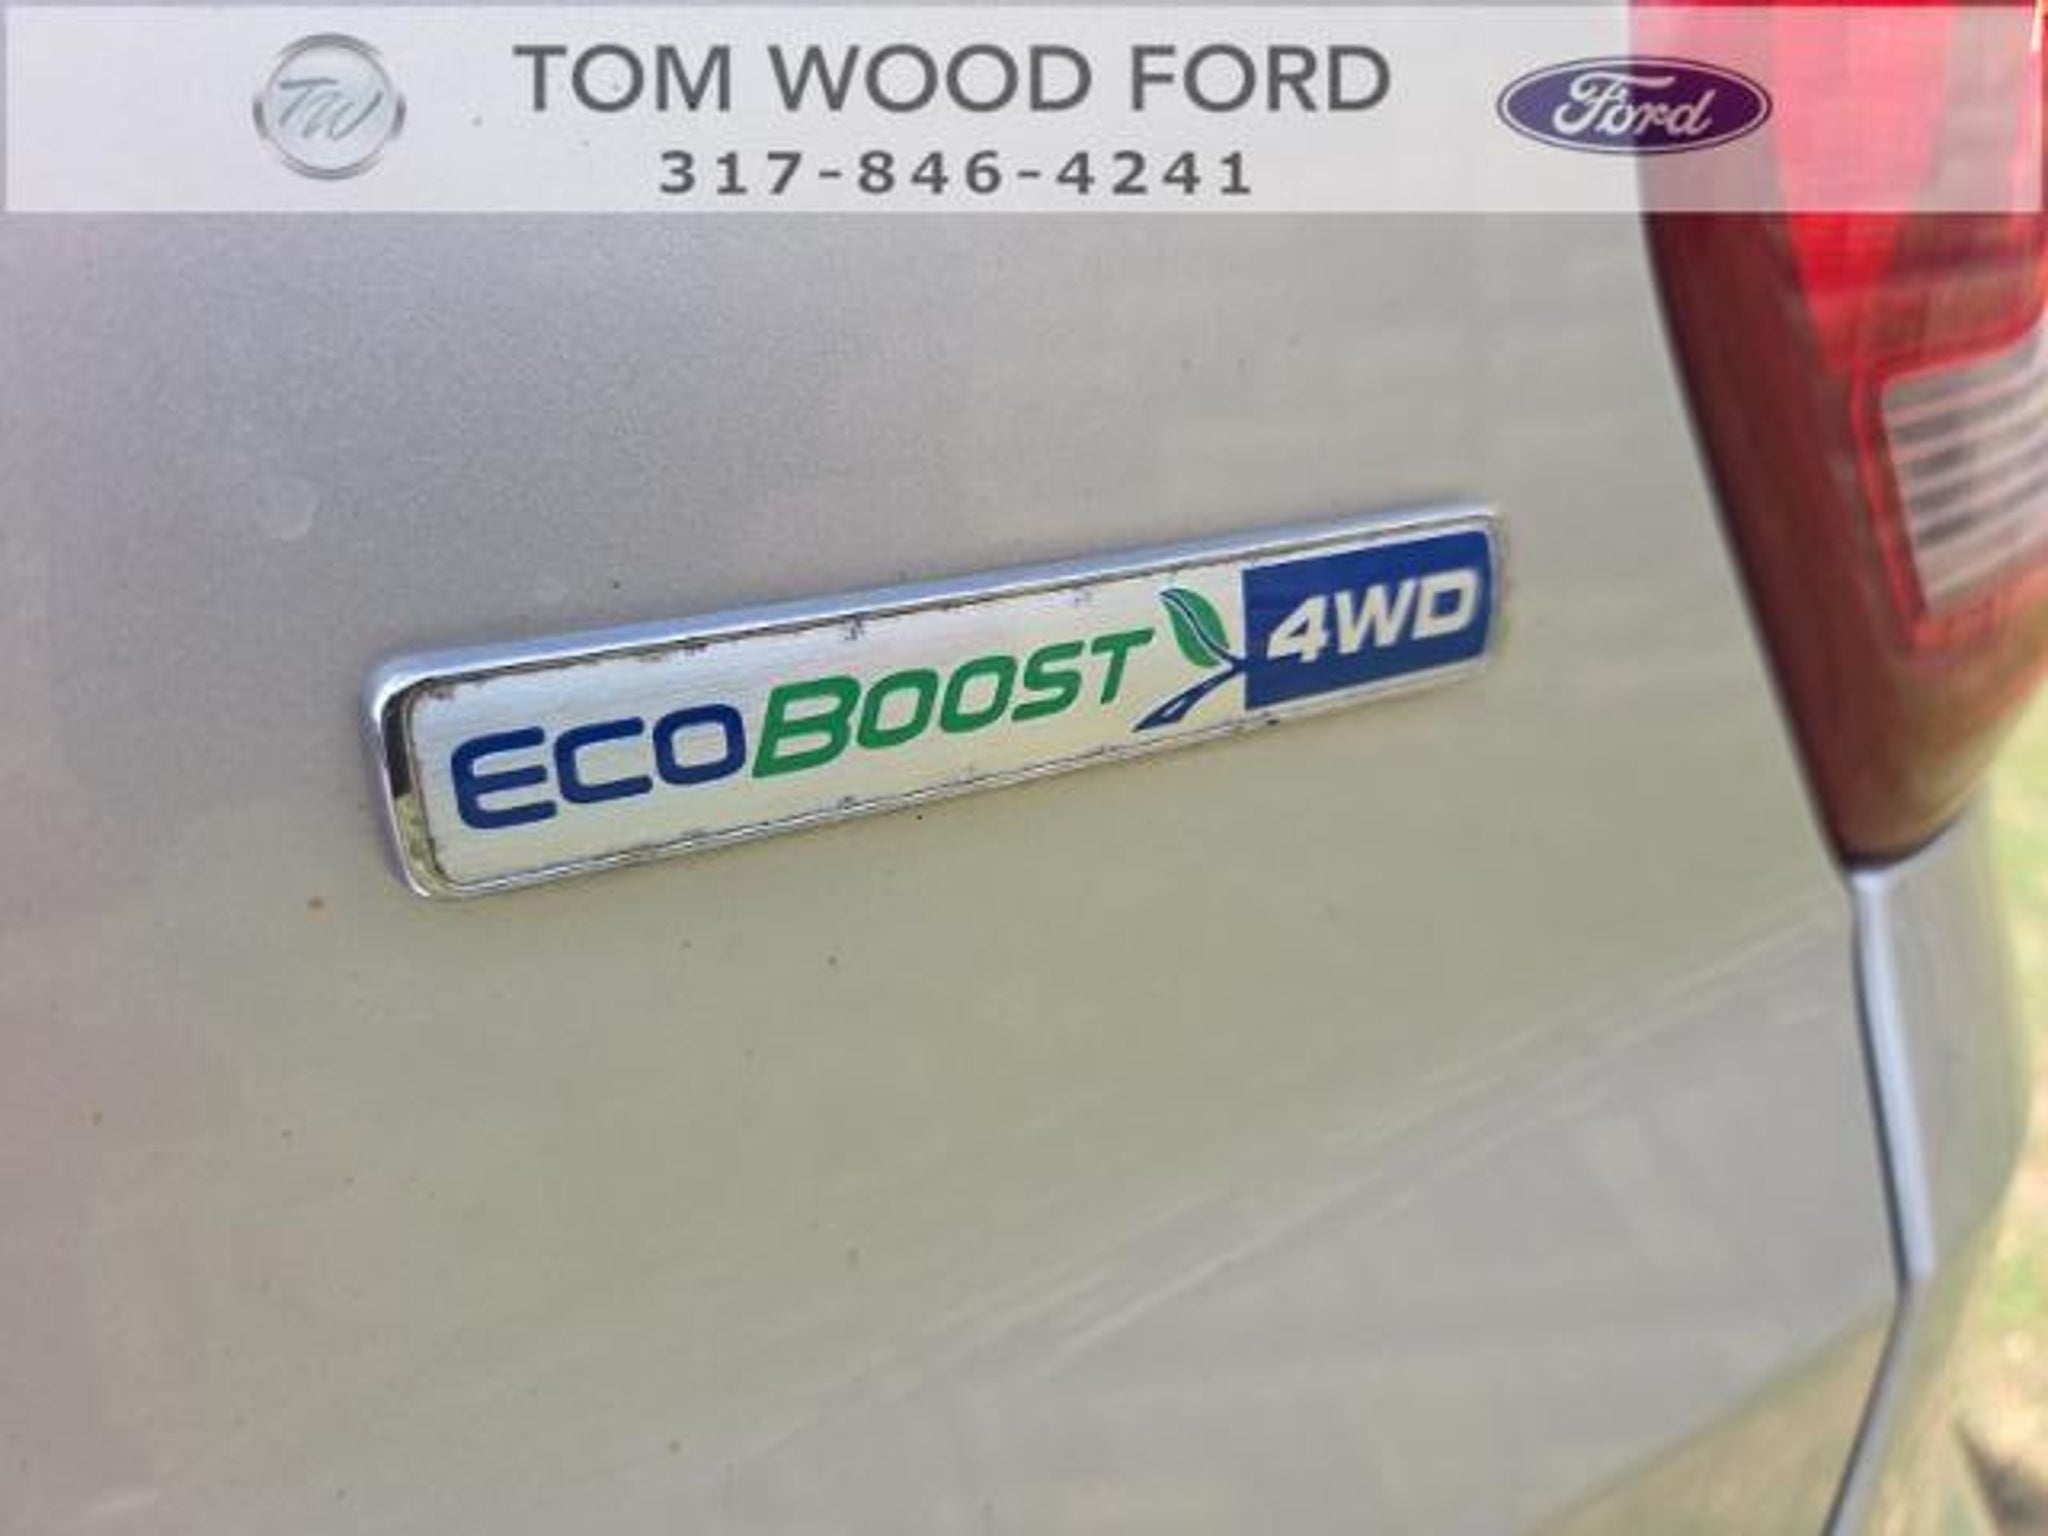 TW
TOM WOOD FORD
Ford
317-846-4241
ECOBOOST 4WD